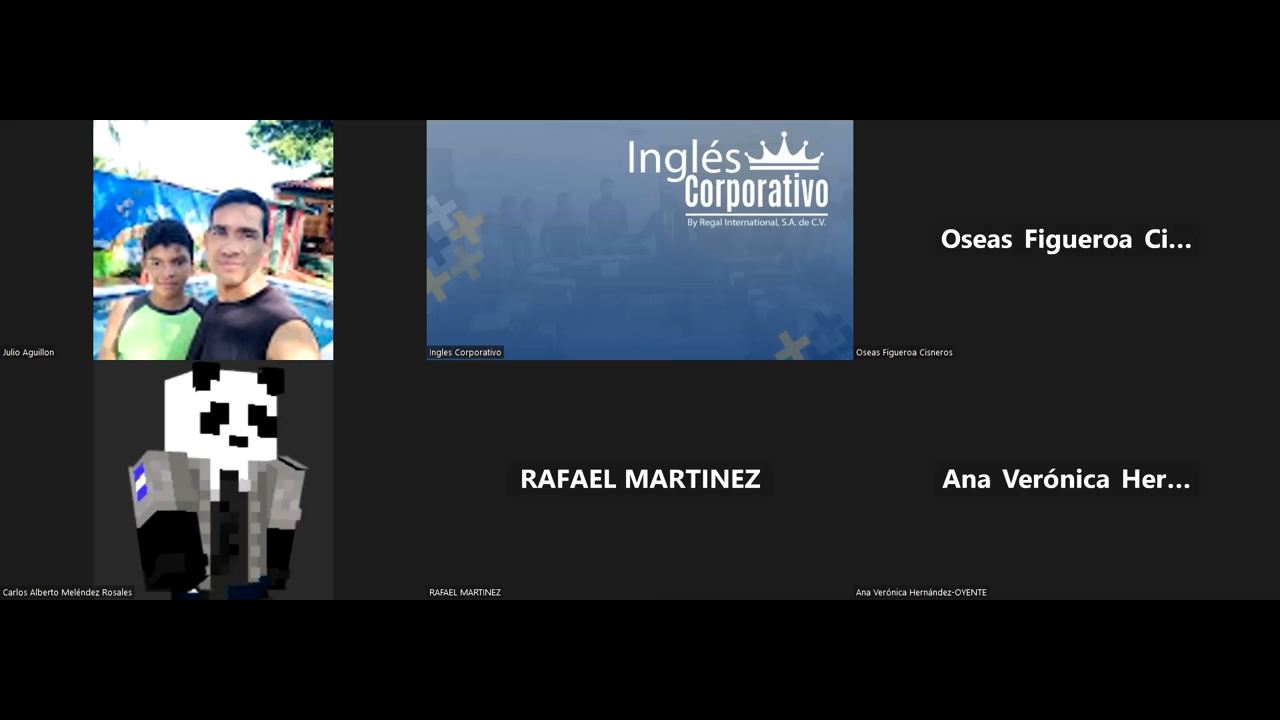 Inglés
Corporativo
By Regal International, S.A. de C.V.
Oseas Figueroa Ci...
Julio Aguillon
Ingles Corporativo
Oseas Figueroa Cisneros
RAFAEL MARTINEZ
Ana Verónica Her...
Carlos Alberto Meléndez Rosales
RAFAEL MARTINEZ
Ana Verónica Hernández-OYENTE